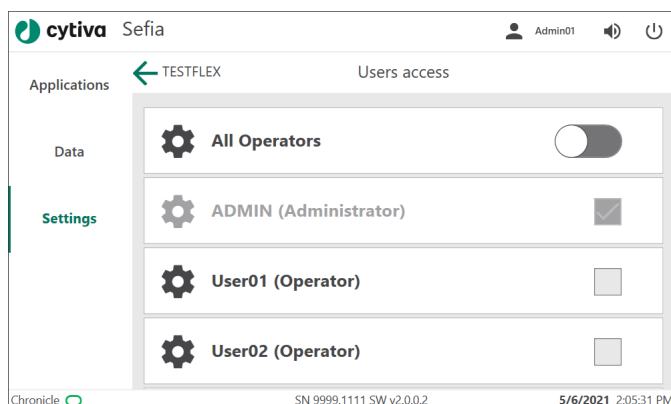 cytiva Sefia Admin01
Applications
TESTFLEX Users access
All Operators
Data
ADMIN (Administrator)
Settings
User01 (Operator)
User02 (Operator)
Chronicle SN 9999.1111 SW v2.0.0.2 5/6/2021 2:05:31 PM